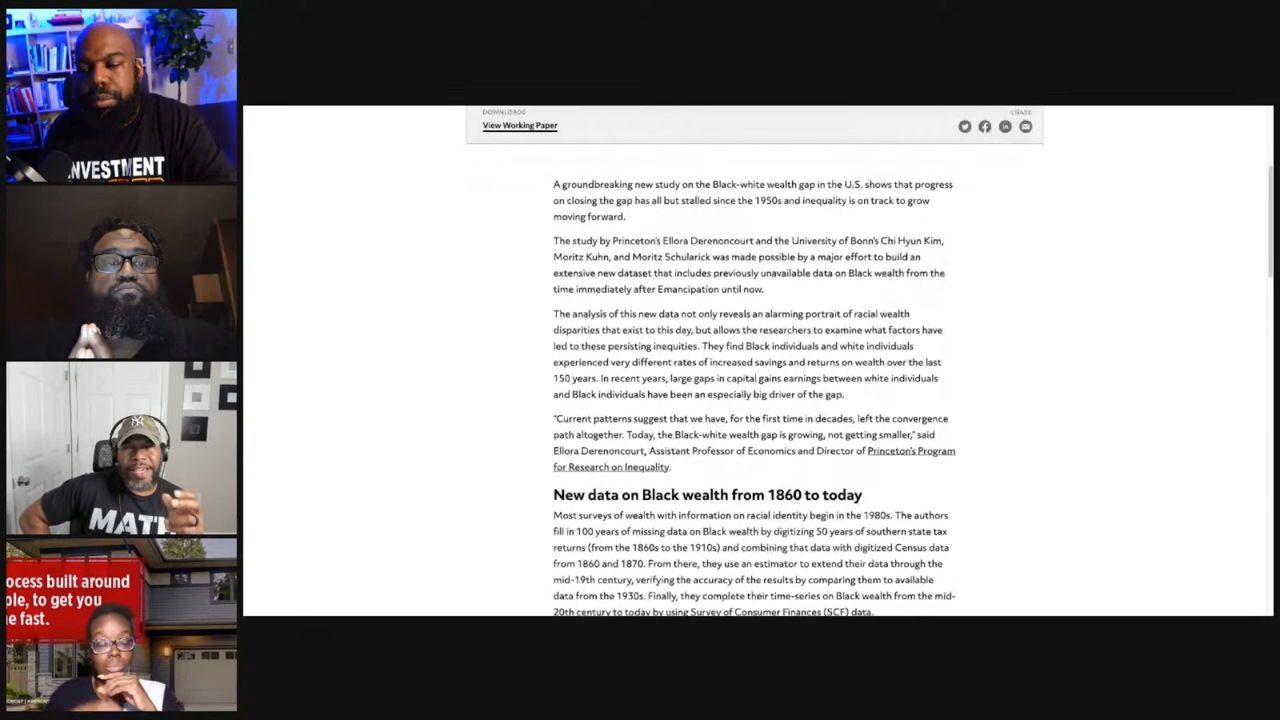 INVESTMENT
MATH
ocess built around
ple, to get you
e fast.
DOWNLOADS
View Working Paper
SHARE
A groundbreaking new study on the Black-white wealth gap in the U.S. shows that progress
on closing the gap has all but stalled since the 1950s and inequality is on track to grow
moving forward.
The study by Princeton's Ellora Derenoncourt and the University of Bonn's Chi Hyun Kim,
Moritz Kuhn, and Moritz Schularick was made possible by a major effort to build an
extensive new dataset that includes previously unavailable data on Black wealth from the
time immediately after Emancipation until now.
The analysis of this new data not only reveals an alarming portrait of racial wealth
disparities that exist to this day, but allows the researchers to examine what factors have
led to these persisting inequities. They find Black individuals and white individuals
experienced very different rates of increased savings and returns on wealth over the last
150 years. In recent years, large gaps in capital gains earnings between white individuals
and Black individuals have been an especially big driver of the gap.
"Current patterns suggest that we have, for the first time in decades, left the convergence
path altogether. Today, the Black-white wealth gap is growing, not getting smaller," said
Ellora Derenoncourt, Assistant Professor of Economics and Director of Princeton's Program
for Research on Inequality.
New data on Black wealth from 1860 to today
Most surveys of wealth with information on racial identity begin in the 1980s. The authors
fill in 100 years of missing data on Black wealth by digitizing 50 years of southern state tax
returns (from the 1860s to the 1910s) and combining that data with digitized Census data
from 1860 and 1870. From there, they use an estimator to extend their data through the
mid-19th century, verifying the accuracy of the results by comparing them to available
data from the 1930s. Finally, they complete their time-series on Black wealth from the mid-
20th century to today by using Survey of Consumer Finances (SCF) data.